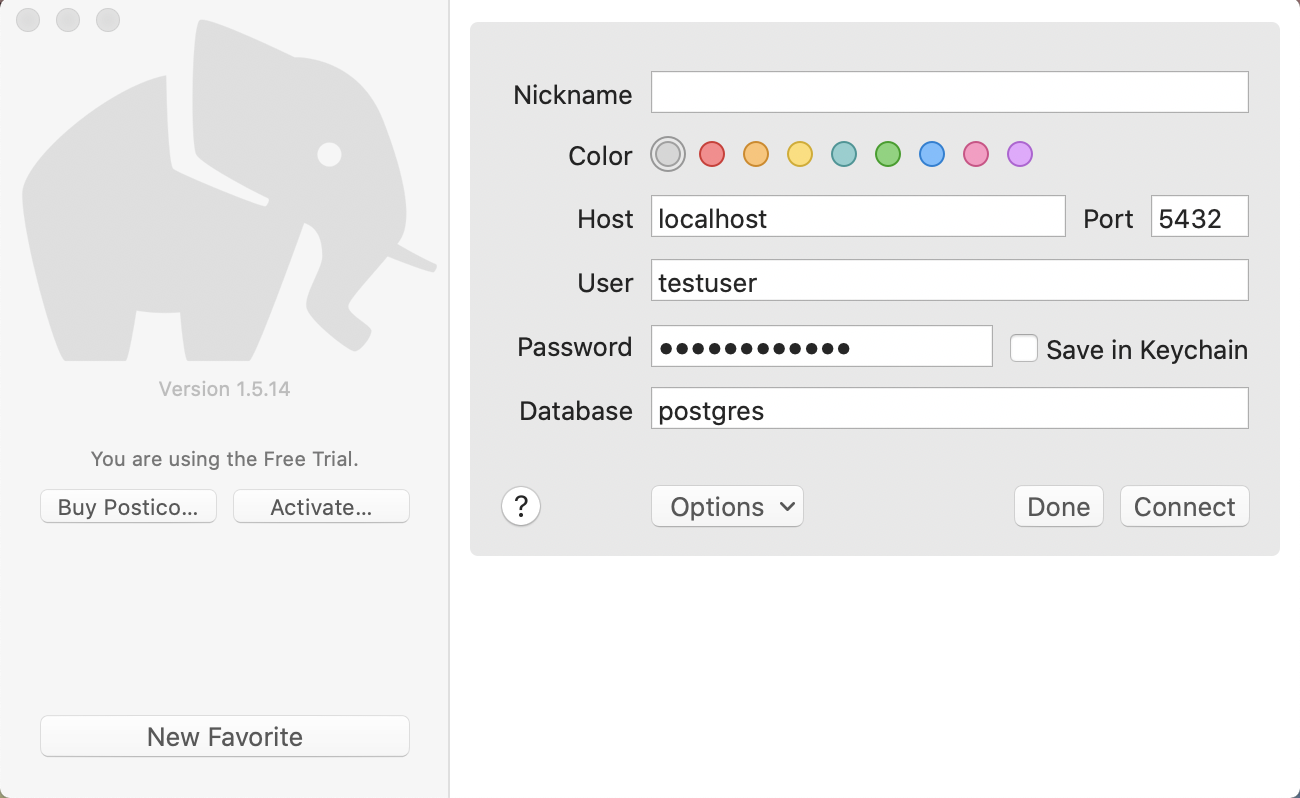 Version 1.5.14
You are using the Free Trial.
Buy Postico...
Activate...
New Favorite
Nickname
Color
Host localhost Port 5432
User testuser
Password ●●●●●●●●●●●● Save in Keychain
Database postgres
? Options Done Connect